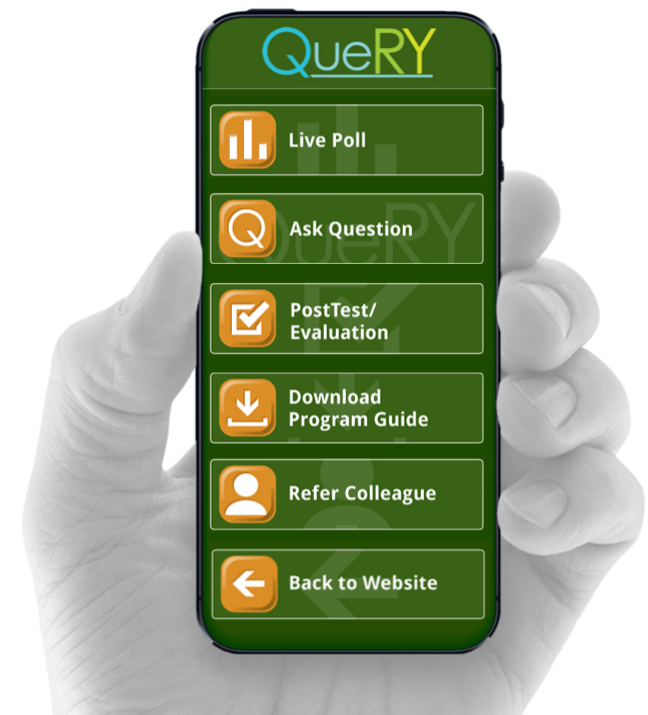 QueRY
Live Poll
Ask Question
PostTest/
Evaluation
Download
Program Guide
Refer Colleague
Back to Website